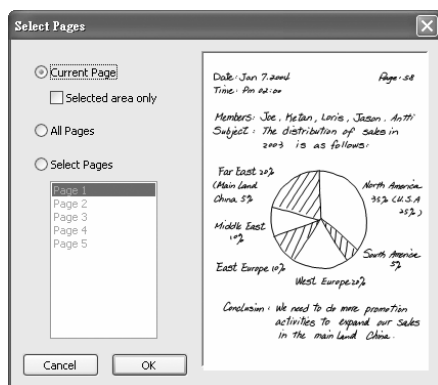 Select Pages
Current Page
Selected area only
All Pages
Select Pages
Page 1
Page 2
Page 3
Page 4
Page 5
Cancel
OK
Date: Jan 7. 2004 Page: 58
Time: Pm 02:00
Members: Joe, Ketan, Loris, Jason, Antti
Subject: The distribution of sales in
2003 is as follows:
Far East 20%
(Main Land
China 5%
North America
35% (U.S.A
25%)
Middle East
10%
South America
5%
East Europe 10%
West Europe 20%
Conclusion: We need to do more promotion
activities to expand our sales
in the main Land China.